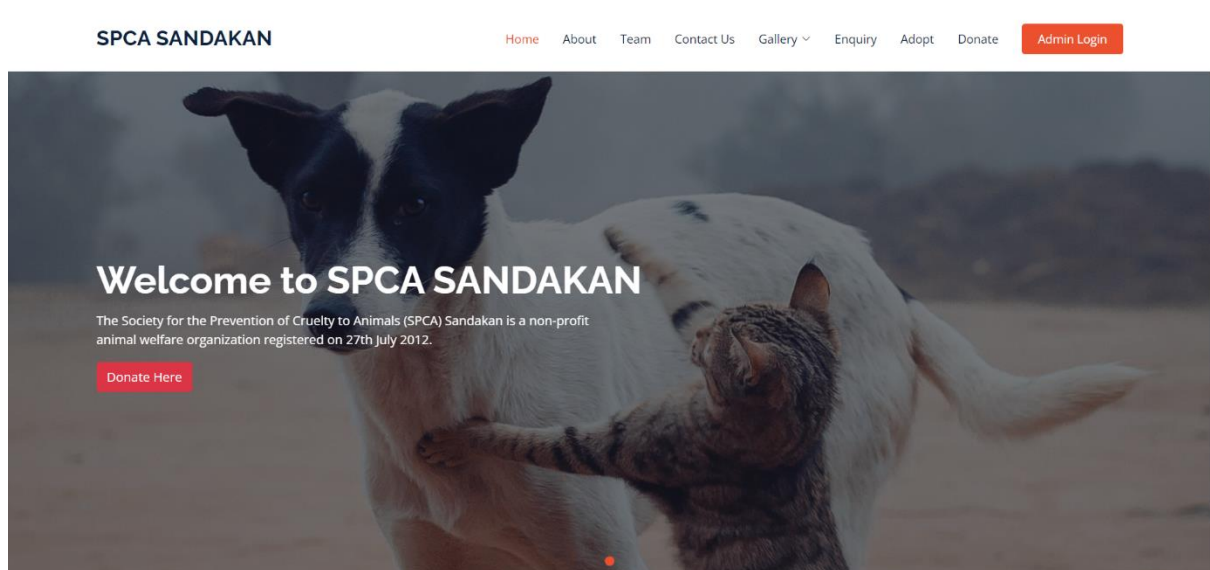 SPCA SANDAKAN
Home About Team Contact Us Gallery Enquiry Adopt Donate Admin Login
Welcome to SPCA SANDAKAN
The Society for the Prevention of Cruelty to Animals (SPCA) Sandakan is a non-profit
animal welfare organization registered on 27th July 2012.
Donate Here